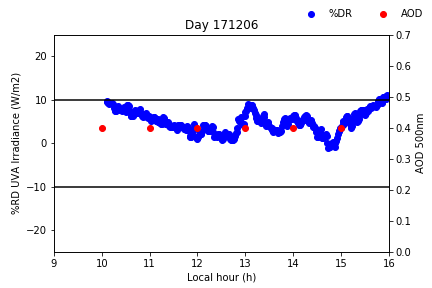 %DR AOD
Day 171206
%RD UVA Irradiance (W/m2)
20
10
0
−10
−20
0.7
0.6
0.5
0.4
0.3
0.2
0.1
0.0
AOD 500nm
9 10 11 12 13 14 15 16
Local hour (h)